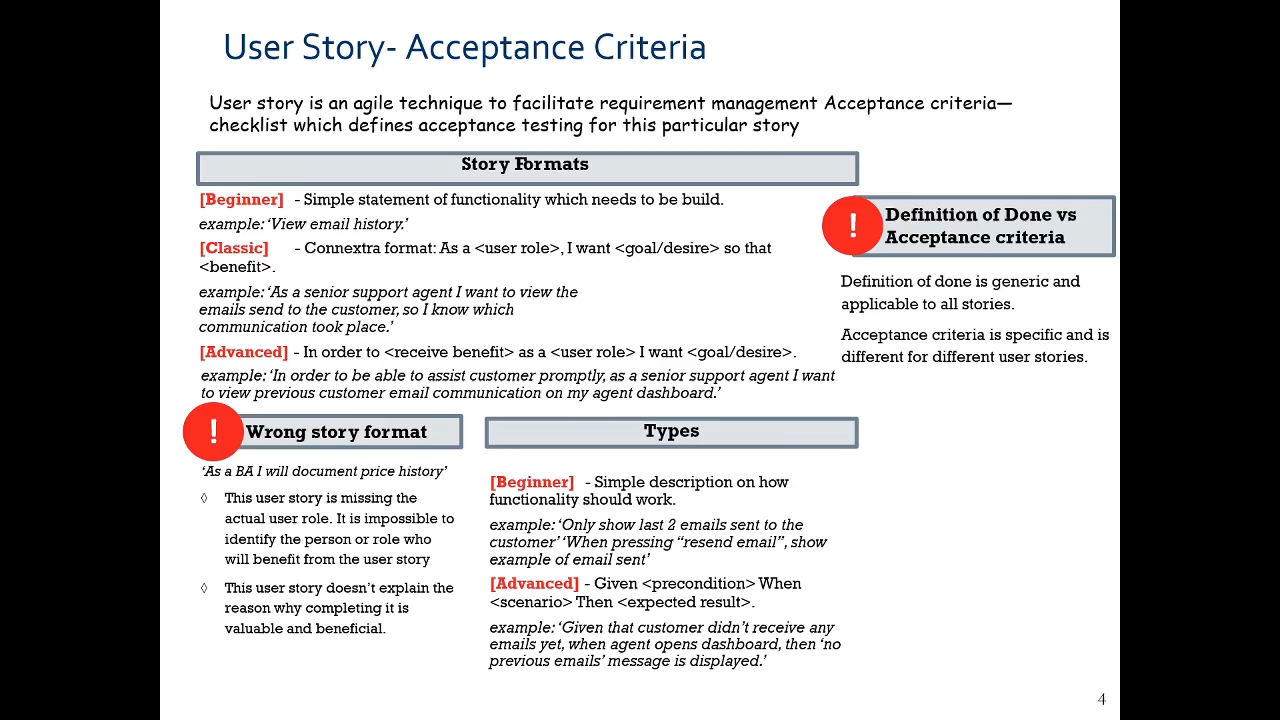 User Story- Acceptance Criteria
User story is an agile technique to facilitate requirement management Acceptance criteria—
checklist which defines acceptance testing for this particular story
Story Formats
[Beginner] - Simple statement of functionality which needs to be build.
example: ‘View email history.’
[Classic] - Connextra format: As a <user role>, I want <goal/desire> so that
<benefit>.
example: ‘As a senior support agent I want to view the
emails send to the customer, so I know which
communication took place.’
[Advanced] - In order to <receive benefit> as a <user role> I want <goal/desire>.
example: ‘In order to be able to assist customer promptly, as a senior support agent I want
to view previous customer email communication on my agent dashboard.’
! Definition of Done vs
Acceptance criteria
Definition of done is generic and
applicable to all stories.
Acceptance criteria is specific and is
different for different user stories.
! Wrong story format
‘As a BA I will document price history’
◊ This user story is missing the
actual user role. It is impossible to
identify the person or role who
will benefit from the user story
◊ This user story doesn’t explain the
reason why completing it is
valuable and beneficial.
Types
[Beginner] - Simple description on how
functionality should work.
example: ‘Only show last 2 emails sent to the
customer’ ‘When pressing “resend email”, show
example of email sent’
[Advanced] - Given <precondition> When
<scenario> Then <expected result>.
example: ‘Given that customer didn’t receive any
emails yet, when agent opens dashboard, then ‘no
previous emails’ message is displayed.’
4